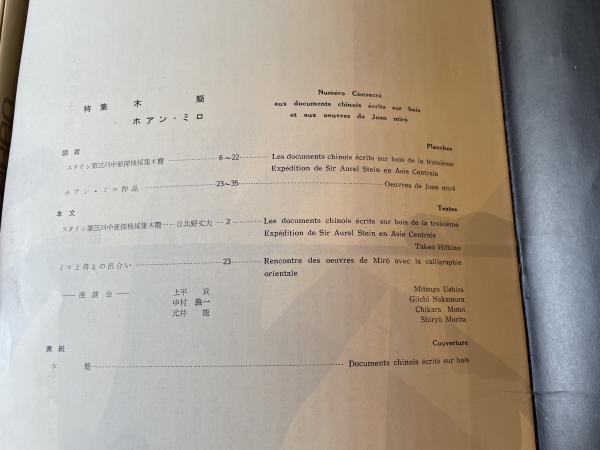 特集 木簡
ホアン・ミロ
Numéro Consacré
aux documents chinois écrits sur bois
et aux oeuvres de Joan miró
図版
Planches
スタイン第三回中亜探検採集木簡 6～22 Les documents chinois écrits sur bois de la troisième
Expédition de Sir Aurel Stein en Asie Centrale
ホアン・ミロ作品 23～35 Oeuvres de Joan miró
本文
Textes
スタイン第三回中亜探検採集木簡……日比野丈夫 2 Les documents chinois écrits sur bois de la troisième
Expédition de Sir Aurel Stein en Asie Centrale
Takeo Hibino
ミロと書との出合い 23 Rencontre des oeuvres de Miró avec la calligraphie
orientale
——座談会—— 上平貢 Mitsugu Uehira
中村義一 Giichi Nakamura
元井能 Chikara Motoi
Shiryû Morita
表紙
Couverture
木簡 Documents chinois écrits sur bois